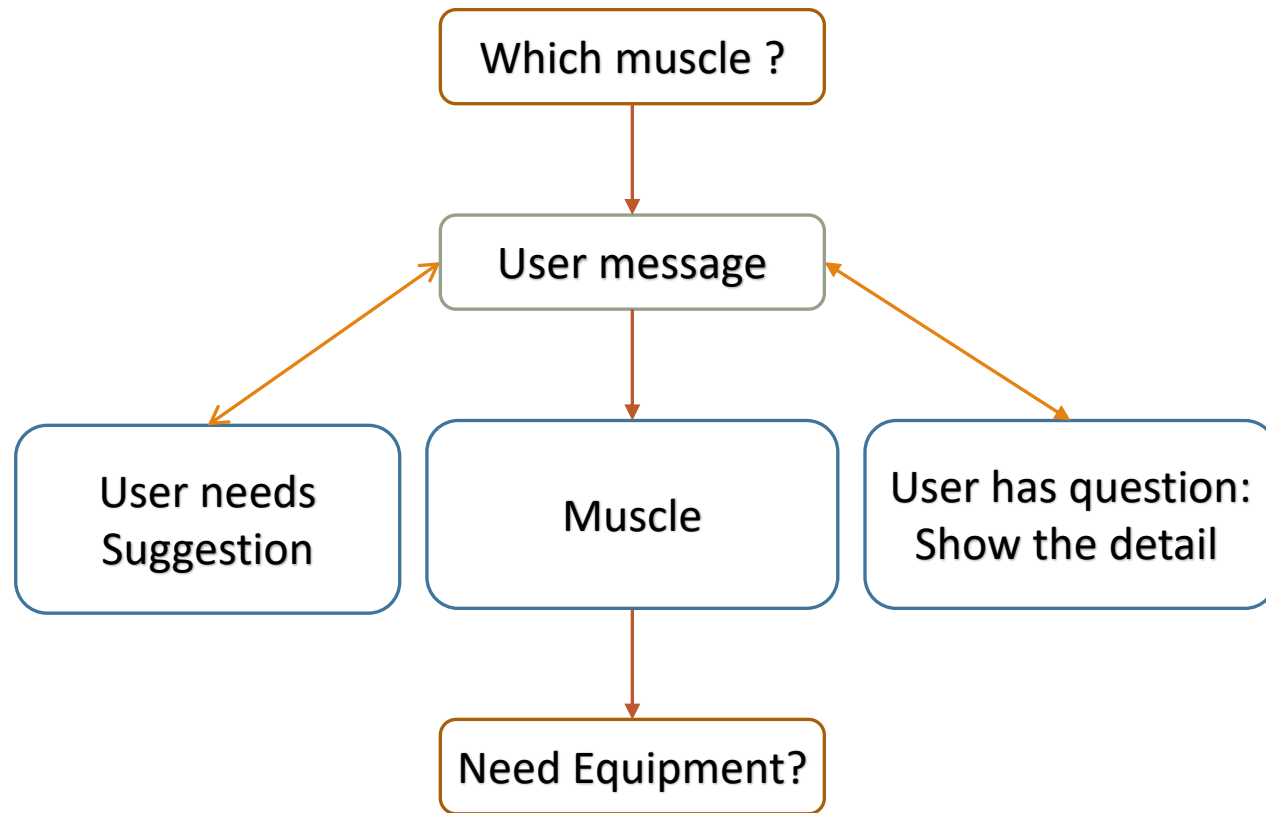 Which muscle ?
User message
User needs
Suggestion
Muscle
User has question:
Show the detail
Need Equipment?